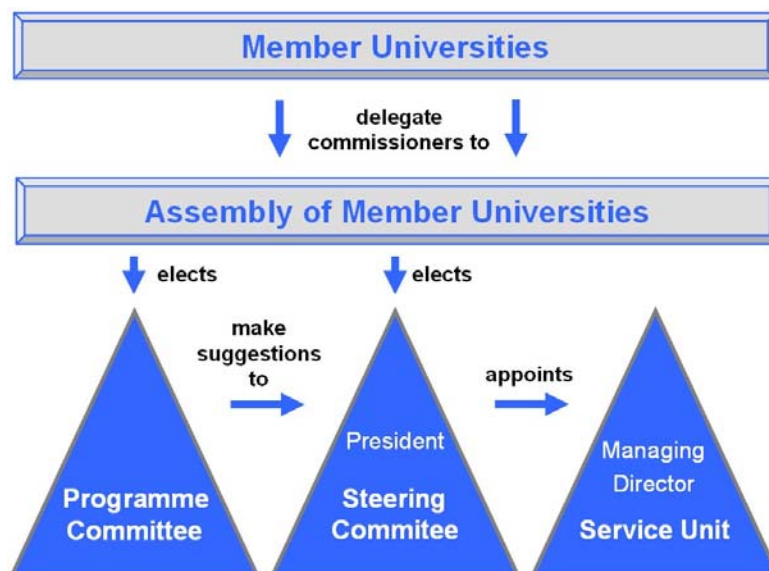 Member Universities
delegate
commissioners to
Assembly of Member Universities
elects
elects
make
suggestions
to
appoints
Programme
Committee
President
Steering
Commitee
Managing
Director
Service Unit